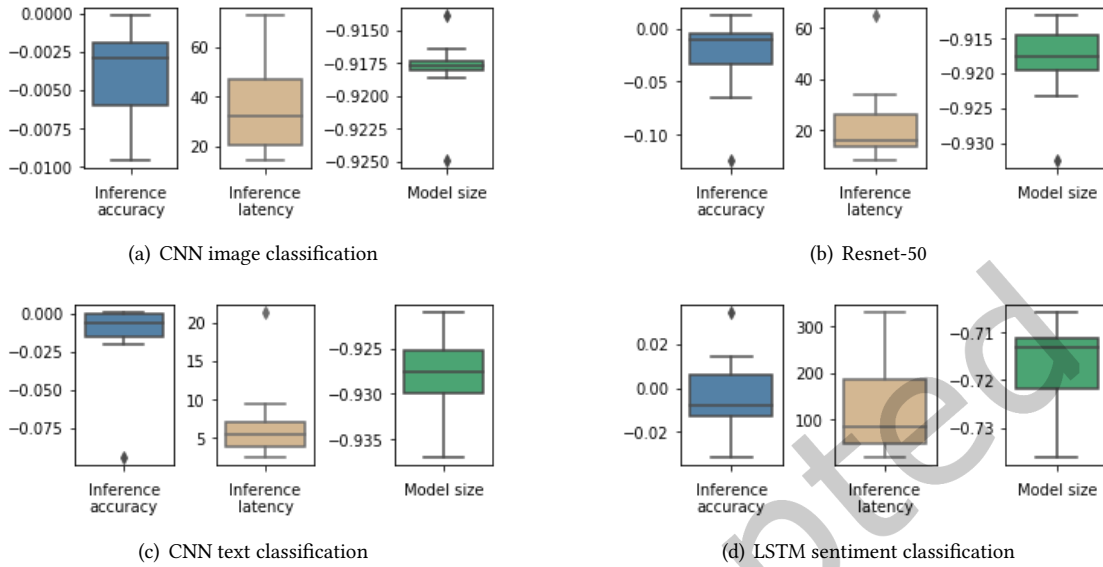 0.0000
−0.0025
−0.0050
−0.0075
−0.0100
Inference
accuracy
60
40
20
Inference
latency
−0.9150
−0.9175
−0.9200
−0.9225
−0.9250
Model size
(a) CNN image classification
0.00
−0.05
−0.10
Inference
accuracy
60
40
20
Inference
latency
−0.915
−0.920
−0.925
−0.930
Model size
(b) Resnet-50
0.000
−0.025
−0.050
−0.075
Inference
accuracy
20
15
10
5
Inference
latency
−0.925
−0.930
−0.935
Model size
(c) CNN text classification
0.02
0.00
−0.02
Inference
accuracy
300
200
100
Inference
latency
−0.71
−0.72
−0.73
Model size
(d) LSTM sentiment classification
pted